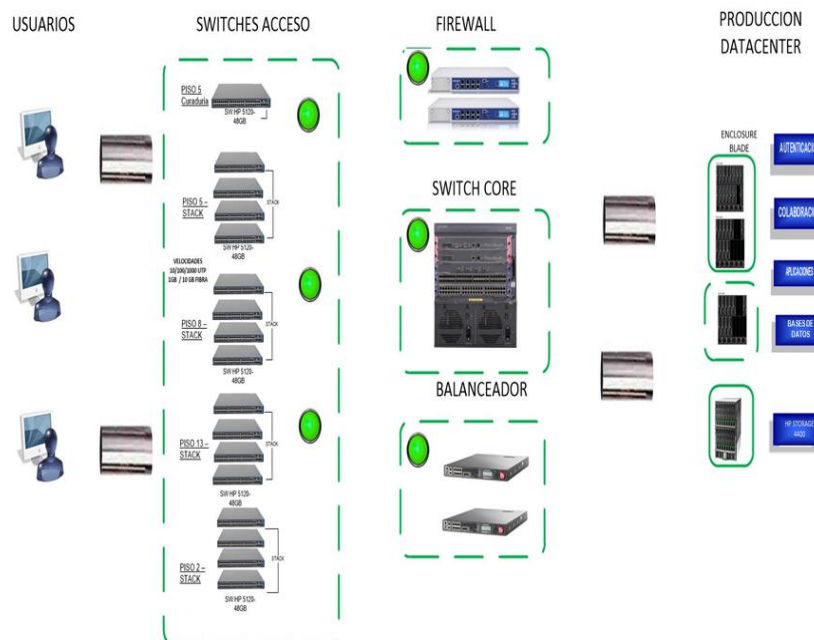 USUARIOS
SWITCHES ACCESO
FIREWALL
PRODUCCION
DATACENTER
PISO 5
Curaduria
SW HP 5120-
48GB
PISO 5 –
STACK
STACK
SW HP 5120-
48GB
VELOCIDADES
10/100/1000 UTP
1GB / 10 GB FIBRA
PISO 8 –
STACK
STACK
SW HP 5120-
48GB
PISO 13 –
STACK
STACK
SW HP 5120-
48GB
PISO 2 –
STACK
STACK
SW HP 5120-
48GB
SWITCH CORE
BALANCEADOR
ENCLOSURE
BLADE
AUTENTICACI
COLABORACI
APLICACIONES
BASES DE
DATOS
HP STORAGE
4400